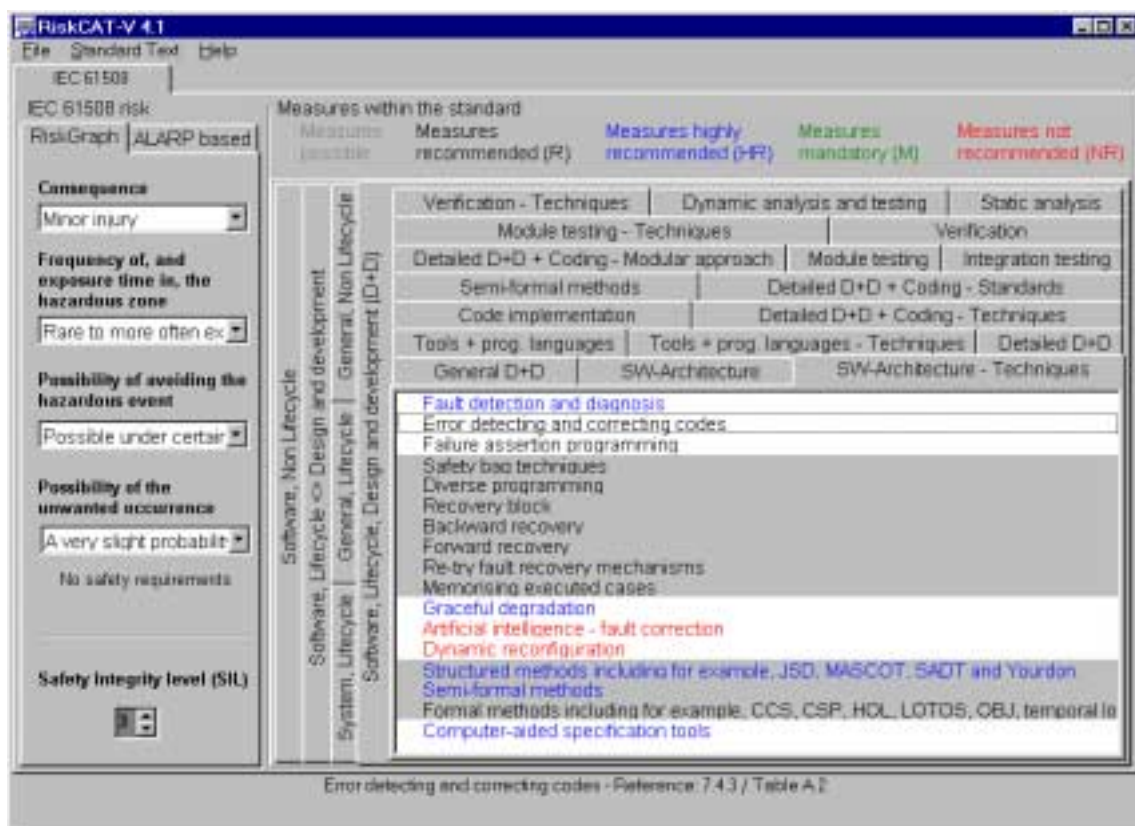 RiskCAT-V 4.1
File Standard Text Help
IEC 61508
IEC 61508 risk
RiskGraph ALARP based
Consequence
Minor injury
Frequency of, and
exposure time in, the
hazardous zone
Rare to more often ex
Possibility of avoiding the
hazardous event
Possible under certain
Possibility of the
unwanted occurrence
A very slight probabilit
No safety requirements
Safety Integrity level (SIL)
Measures within the standard
Measures possible
Measures recommended (R)
Measures highly recommended (HR)
Measures mandatory (M)
Measures not recommended (NR)
Software, Non Lifecycle
Software, Lifecycle <> Design and development
System, Lifecycle General, Lifecycle General, Non Lifecycle
Software, Lifecycle, Design and development (D+D)
Verification - Techniques Dynamic analysis and testing Static analysis
Module testing - Techniques Verification
Detailed D+D + Coding - Modular approach Module testing Integration testing
Semi-formal methods Detailed D+D + Coding - Standards
Code implementation Detailed D+D + Coding - Techniques
Tools + prog. languages Tools + prog. languages - Techniques Detailed D+D
General D+D SW-Architecture SW-Architecture - Techniques
Fault detection and diagnosis
Error detecting and correcting codes
Failure assertion programming
Safety bag techniques
Diverse programming
Recovery block
Backward recovery
Forward recovery
Re-try fault recovery mechanisms
Memorising executed cases
Graceful degradation
Artificial intelligence - fault correction
Dynamic reconfiguration
Structured methods including for example, JSD, MASCOT, SADT and Yourdon
Semi-formal methods
Formal methods including for example, CCS, CSP, HOL, LOTOS, OBJ, temporal lo
Computer-aided specification tools
Error detecting and correcting codes - Reference: 7.4.3 / Table A.2